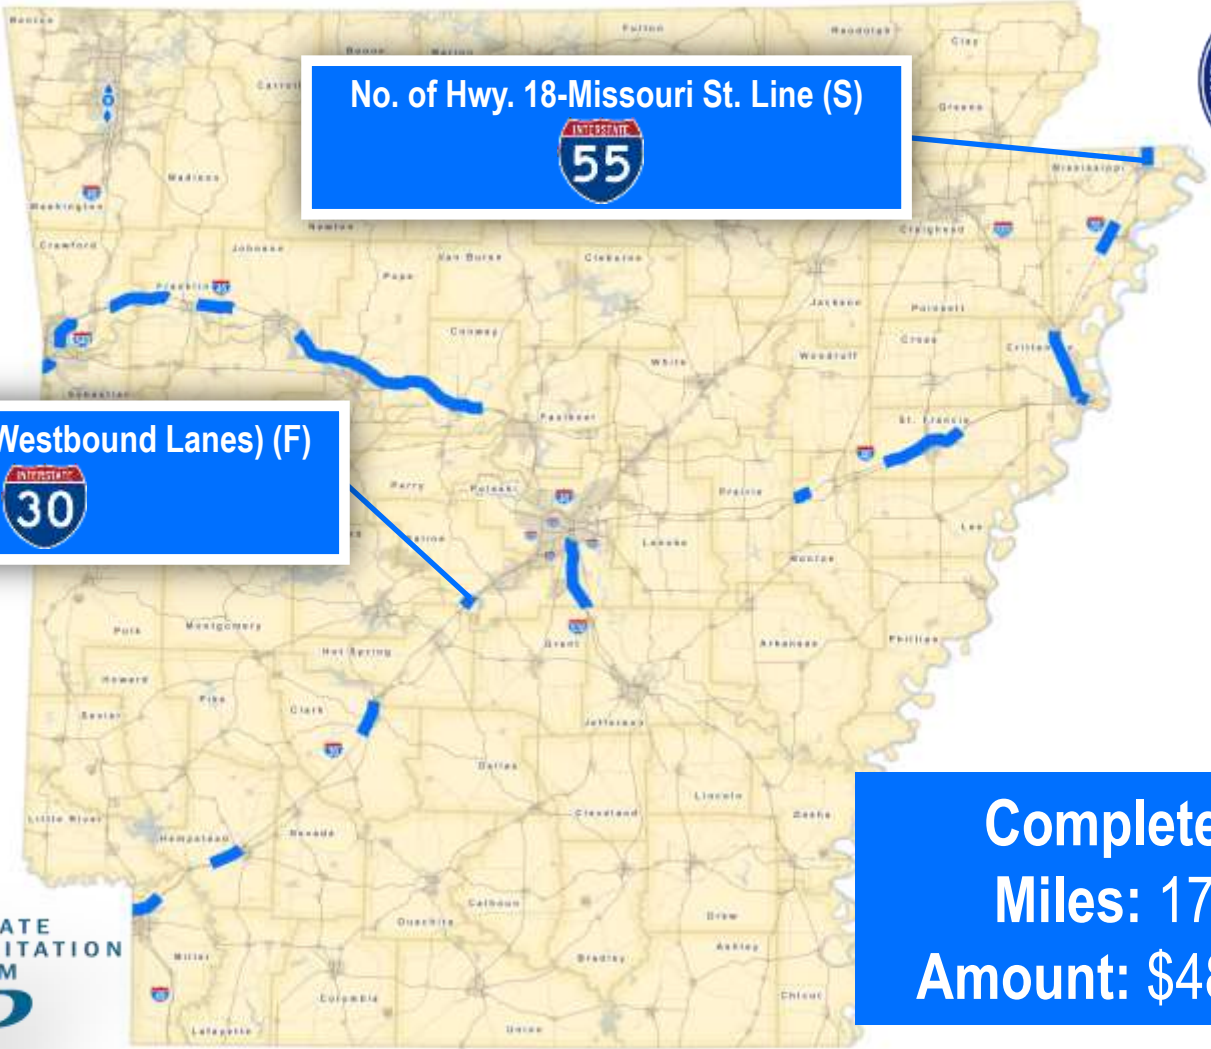 Benton
Boone
Marion
Fulton
Randolph
Clay
Carroll
Greene
No. of Hwy. 18-Missouri St. Line (S)
INTERSTATE
55
Madison
Mississippi
Washington
Newton
Craighead
Crawford
Johnson
Van Buren
Cleburne
Pope
Franklin
Jackson
Poinsett
Conway
Cross
White
Woodruff
Sebastian
Faulkner
St. Francis
Westbound Lanes) (F)
INTERSTATE
30
Perry
Pulaski
Prairie
Lee
Lonoke
Monroe
Polk
Montgomery
Hot Spring
Grant
Arkansas
Phillips
Howard
Pike
Sevier
Clark
Jefferson
30
Dallas
Lincoln
Little River
Cleveland
Desha
Hempstead
Nevada
Complete
Miles: 17
Amount: $48
Calhoun
Ouachita
Drew
Ashley
Miller
Bradley
Columbia
Chicot
Lafayette
Union
ATE
ITATION
M